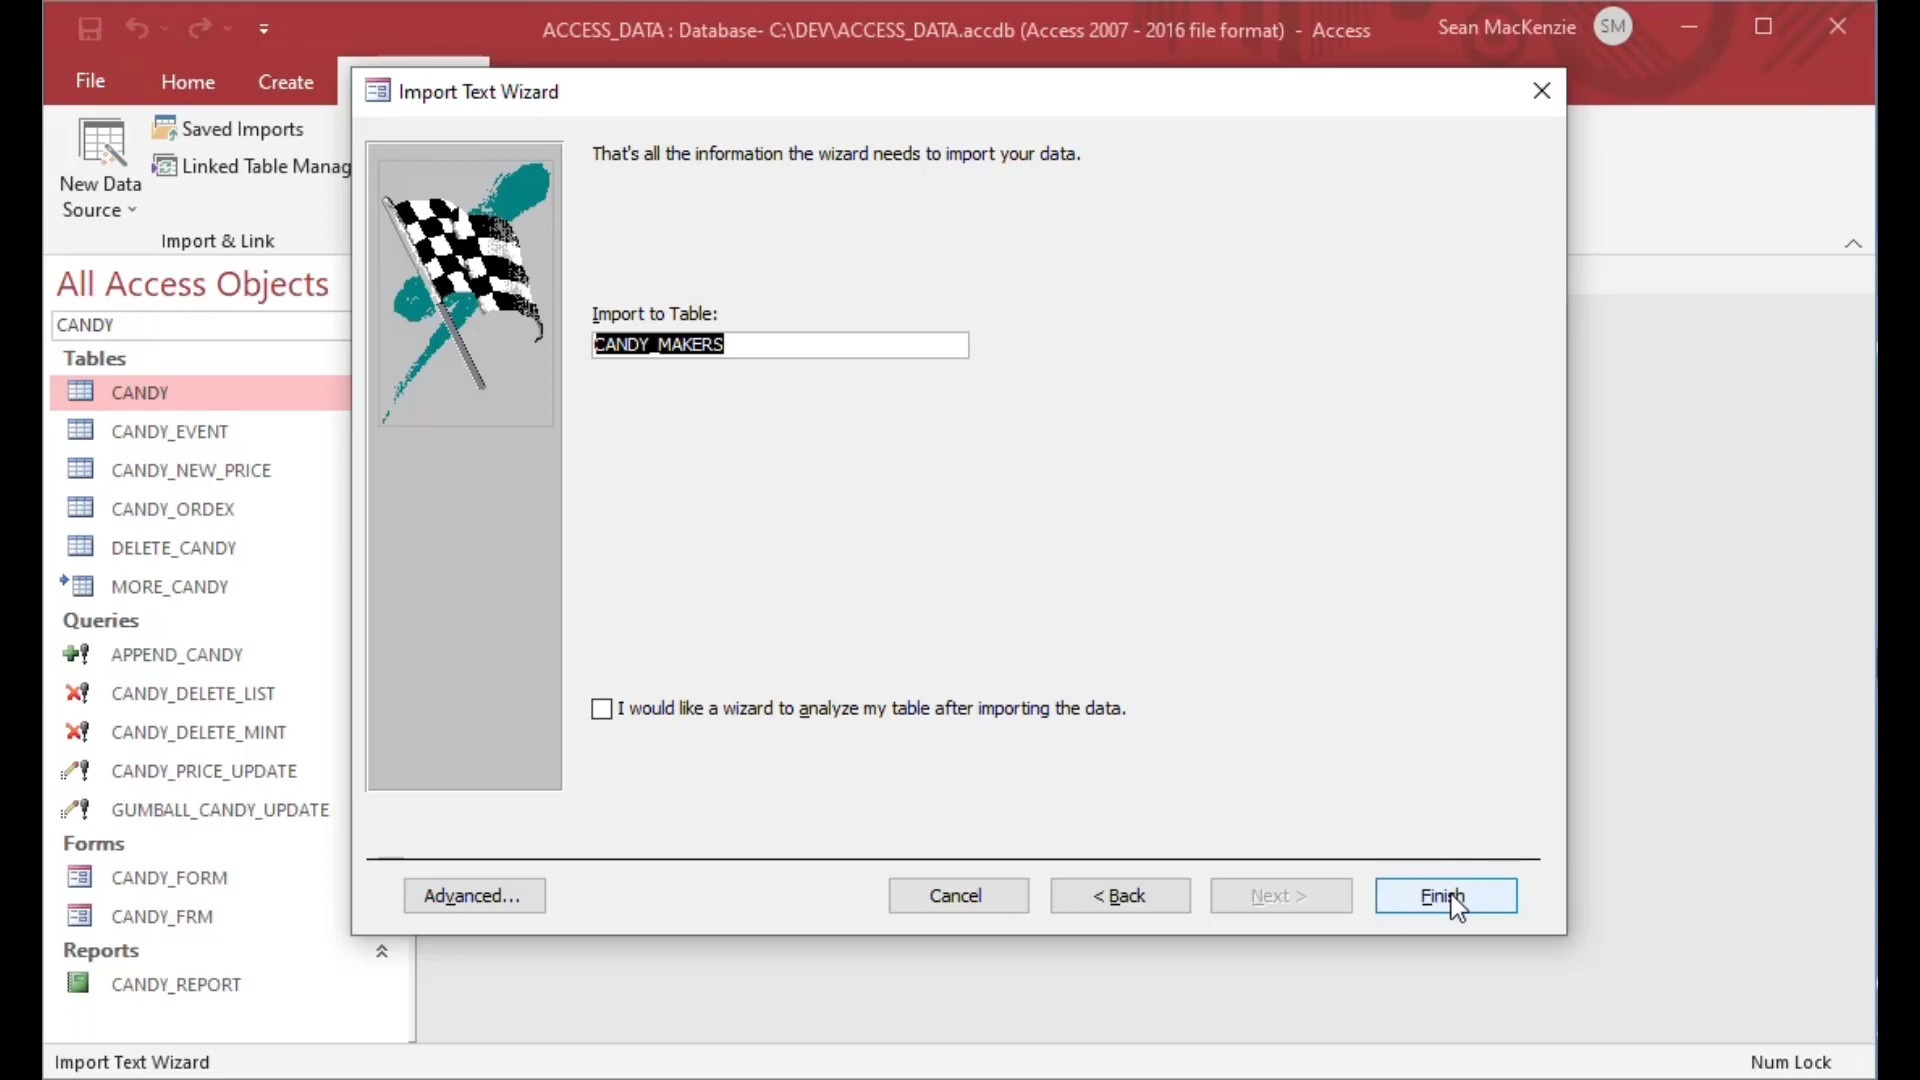 ACCESS_DATA : Database- C:\DEV\ACCESS_DATA.accdb (Access 2007 - 2016 file format) - Access
Sean MacKenzie SM
File Home Create
Saved Imports
Linked Table Manag
New Data
Source
Import & Link
All Access Objects
CANDY
Tables
CANDY
CANDY_EVENT
CANDY_NEW_PRICE
CANDY_ORDEX
DELETE_CANDY
MORE_CANDY
Queries
APPEND_CANDY
CANDY_DELETE_LIST
CANDY_DELETE_MINT
CANDY_PRICE_UPDATE
GUMBALL_CANDY_UPDATE
Forms
CANDY_FORM
CANDY_FRM
Reports
CANDY_REPORT
Import Text Wizard
That's all the information the wizard needs to import your data.
Import to Table:
CANDY_MAKERS
I would like a wizard to analyze my table after importing the data.
Advanced... Cancel < Back Next > Finish
Import Text Wizard
Num Lock